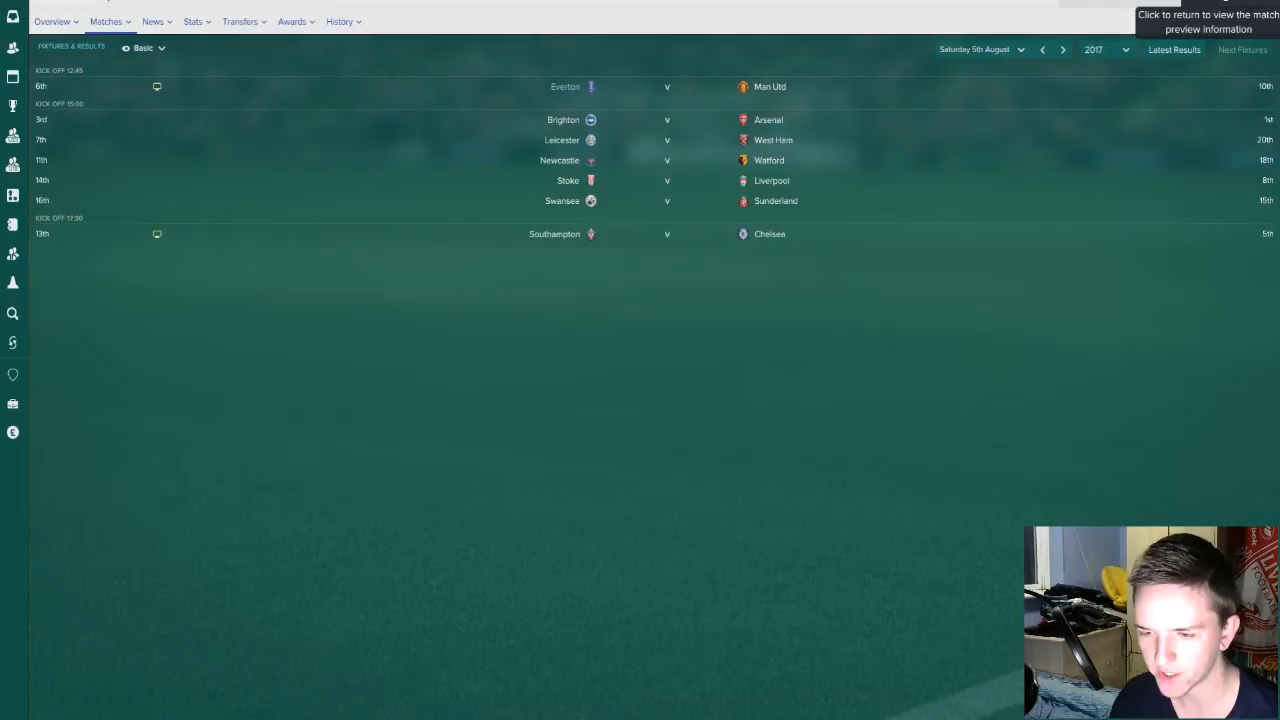 Click to return to view the match
preview information
Overview Matches News Stats Transfers Awards History
FIXTURES & RESULTS Basic Saturday 5th August 2017 Latest Results Next Fixtures
KICK OFF 12:45
6th Everton v Man Utd 10th
KICK OFF 15:00
3rd Brighton v Arsenal 1st
7th Leicester v West Ham 20th
11th Newcastle v Watford 18th
14th Stoke v Liverpool 8th
16th Swansea v Sunderland 15th
KICK OFF 17:30
13th Southampton v Chelsea 5th
FOOTBALL